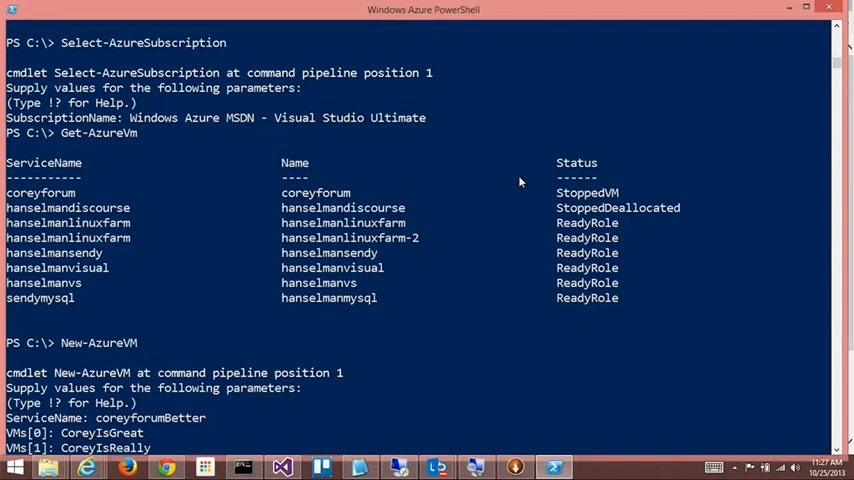 Windows Azure PowerShell
PS C:\> Select-AzureSubscription
cmdlet Select-AzureSubscription at command pipeline position 1
Supply values for the following parameters:
(Type !? for Help.)
SubscriptionName: Windows Azure MSDN - Visual Studio Ultimate
PS C:\> Get-AzureVm
ServiceName Name Status
----------- ---- ------
coreyforum coreyforum StoppedVM
hanselmandiscourse hanselmandiscourse StoppedDeallocated
hanselmanlinuxfarm hanselmanlinuxfarm ReadyRole
hanselmanlinuxfarm hanselmanlinuxfarm-2 ReadyRole
hanselmansendy hanselmansendy ReadyRole
hanselmanvisual hanselmanvisual ReadyRole
hanselmanvs hanselmanvs ReadyRole
sendymysql hanselmanmysql ReadyRole
PS C:\> New-AzureVM
cmdlet New-AzureVM at command pipeline position 1
Supply values for the following parameters:
(Type !? for Help.)
ServiceName: coreyforumBetter
VMs[0]: CoreyIsGreat
VMs[1]: CoreyIsReally
11:27 AM
10/25/2013